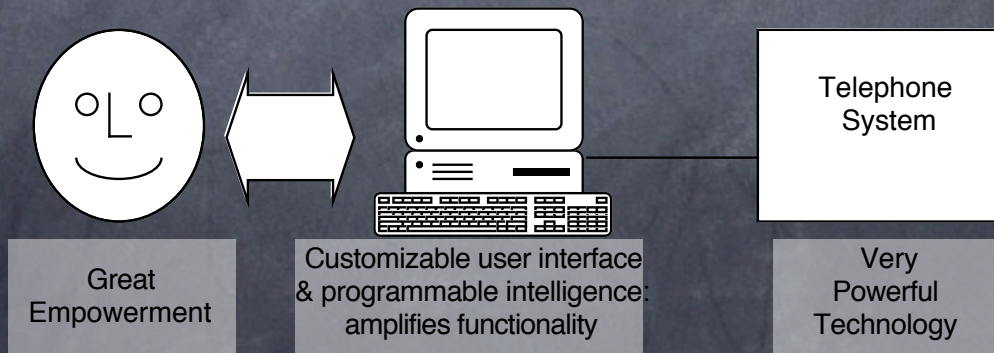 Telephone
System
Great
Empowerment
Customizable user interface
& programmable intelligence:
amplifies functionality
Very
Powerful
Technology